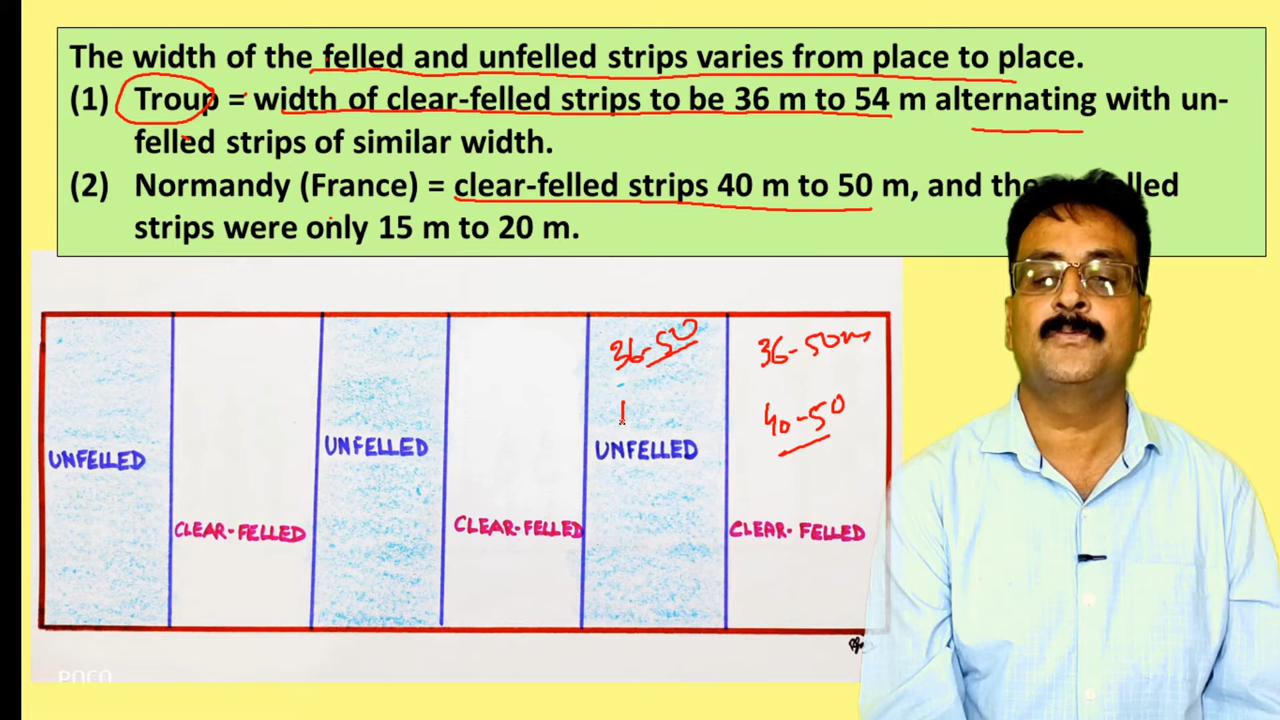 The width of the felled and unfelled strips varies from place to place.
(1) Troup = width of clear-felled strips to be 36 m to 54 m alternating with un-
felled strips of similar width.
(2) Normandy (France) = clear-felled strips 40 m to 50 m, and the
strips were only 15 m to 20 m.
36-50 36-50m
1 40-50
UNFELLED UNFELLED UNFELLED
CLEAR-FELLED CLEAR-FELLED CLEAR-FELLED
POCO